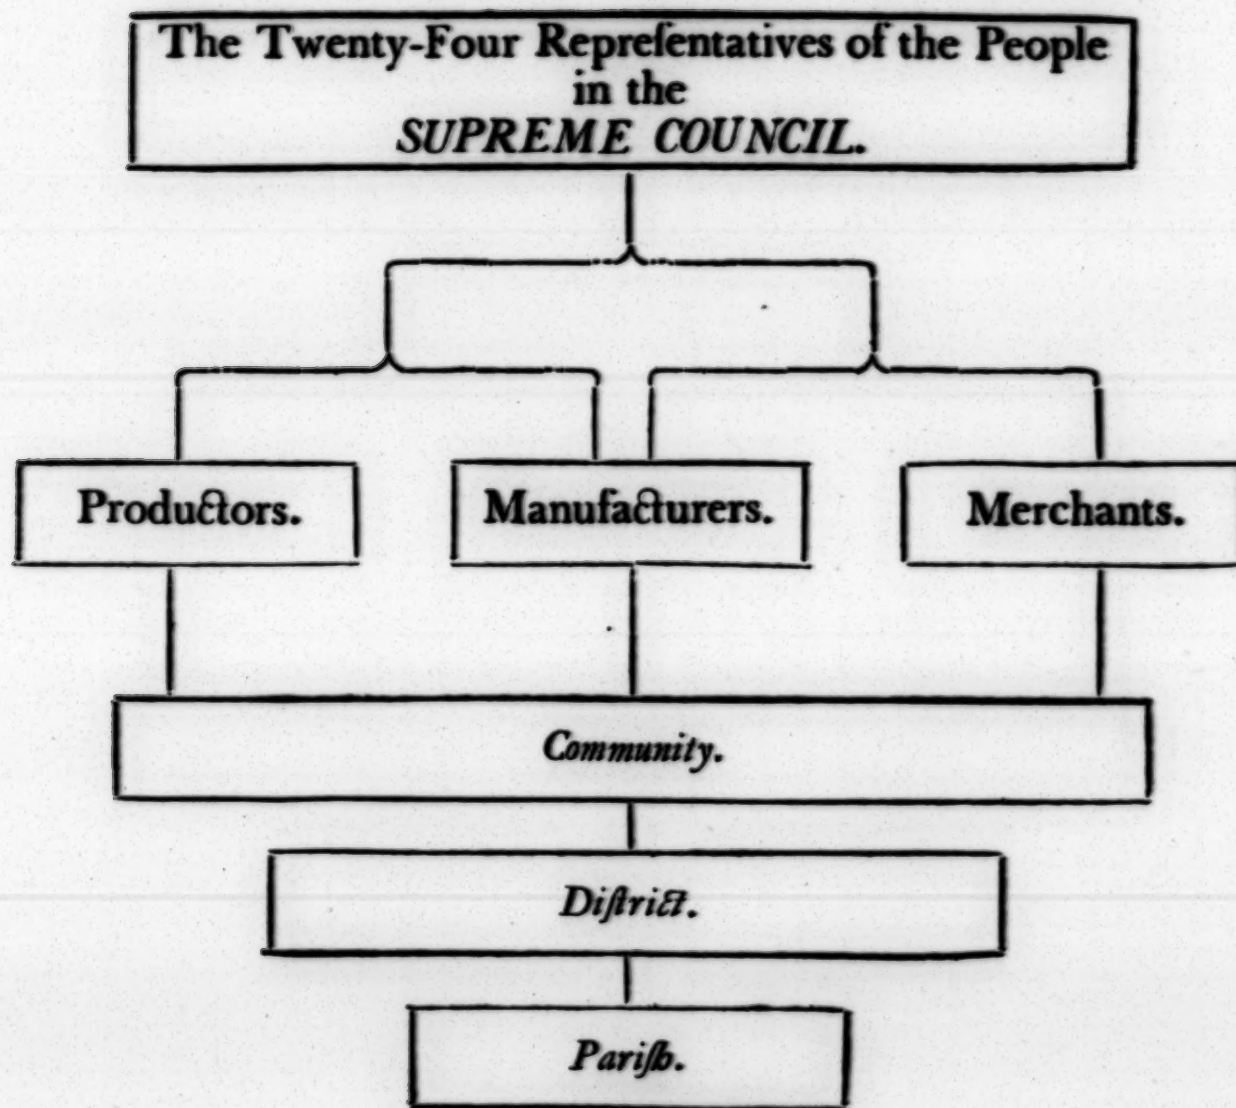 The Twenty-Four Repreſentatives of the People
in the
SUPREME COUNCIL.
Productors.
Manufacturers.
Merchants.
Community.
Diſtrict.
Pariſh.